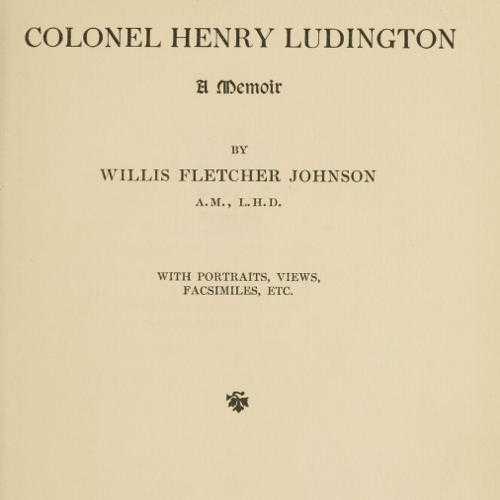 COLONEL HENRY LUDINGTON
A Memoir
BY
WILLIS FLETCHER JOHNSON
A.M., L.H.D.
WITH PORTRAITS, VIEWS,
FACSIMILES, ETC.